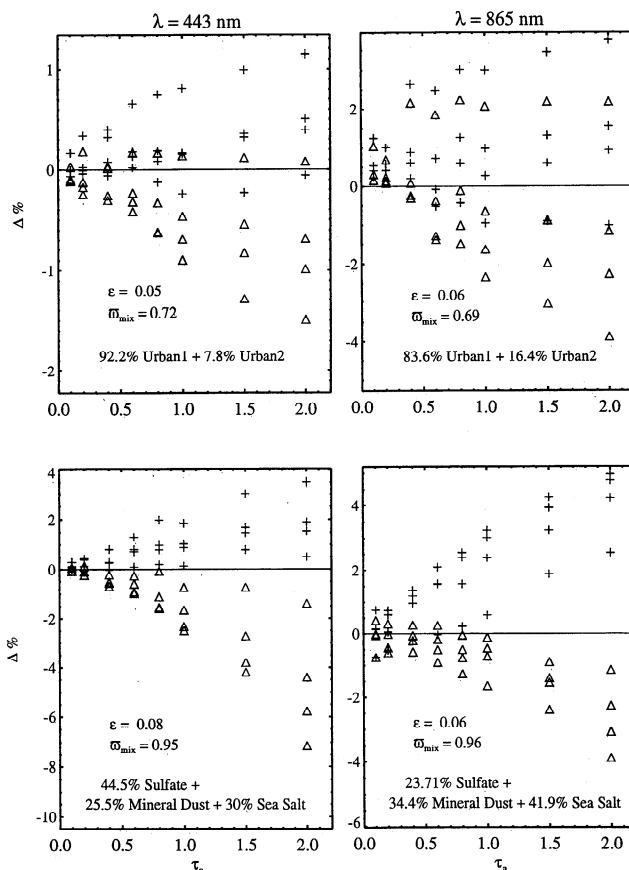 λ = 443 nm
λ = 865 nm
Δ %
1
0
-1
-2
ε = 0.05
ϖmix = 0.72
92.2% Urban1 + 7.8% Urban2
0.0 0.5 1.0 1.5 2.0
2
0
-2
-4
ε = 0.06
ϖmix = 0.69
83.6% Urban1 + 16.4% Urban2
0.0 0.5 1.0 1.5 2.0
Δ %
4
2
0
-2
-4
-6
-8
-10
ε = 0.08
ϖmix = 0.95
44.5% Sulfate +
25.5% Mineral Dust + 30% Sea Salt
0.0 0.5 1.0 1.5 2.0
4
2
0
-2
-4
-6
ε = 0.06
ϖmix = 0.96
23.71% Sulfate +
34.4% Mineral Dust + 41.9% Sea Salt
0.0 0.5 1.0 1.5 2.0
τa